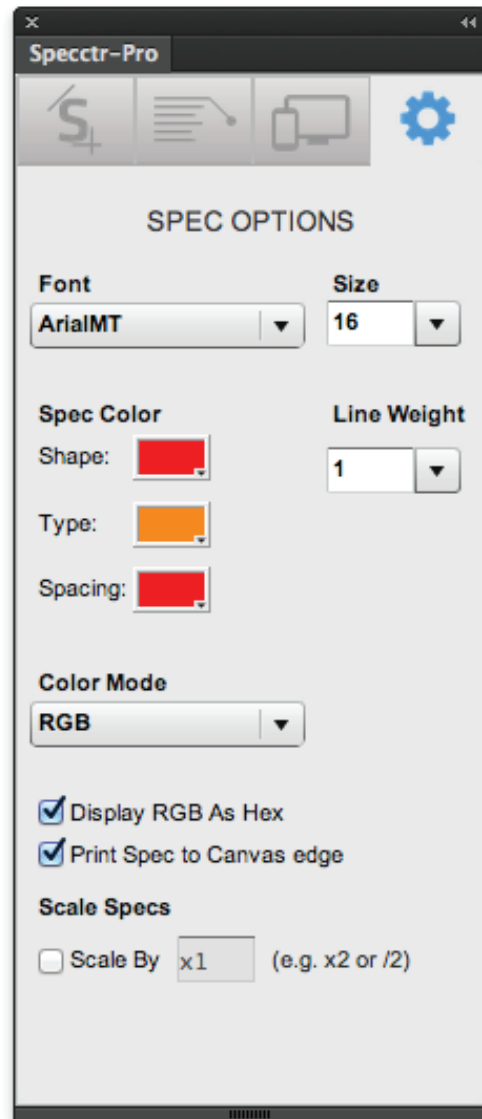 Specctr-Pro
SPEC OPTIONS
Font Size
ArialMT 16
Spec Color Line Weight
Shape:
1
Type:
Spacing:
Color Mode
RGB
Display RGB As Hex
Print Spec to Canvas edge
Scale Specs
Scale By x1 (e.g. x2 or /2)